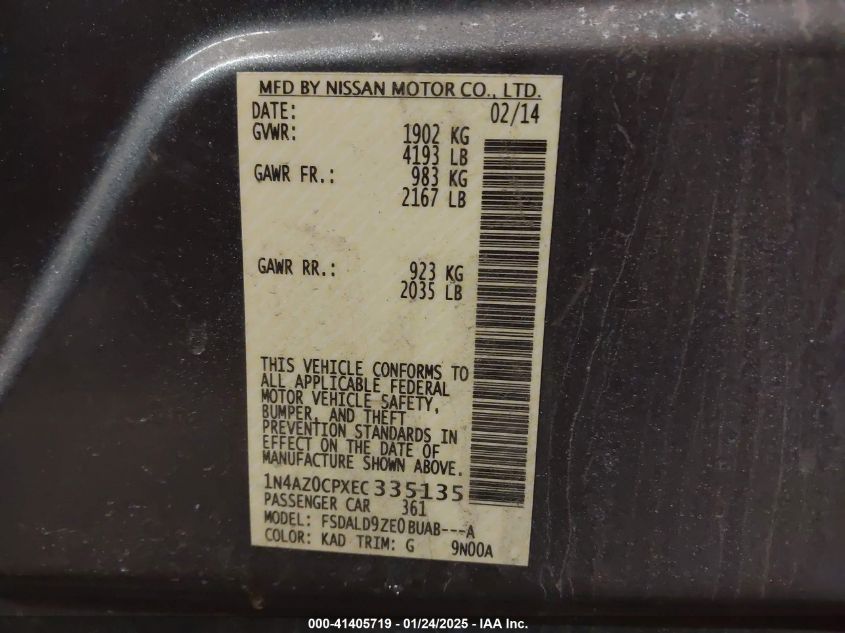 MFD BY NISSAN MOTOR CO., LTD.
DATE: 02/14
GVWR: 1902 KG
4193 LB
GAWR FR.: 983 KG
2167 LB
GAWR RR.: 923 KG
2035 LB
THIS VEHICLE CONFORMS TO
ALL APPLICABLE FEDERAL
MOTOR VEHICLE SAFETY,
BUMPER, AND THEFT
PREVENTION STANDARDS IN
EFFECT ON THE DATE OF
MANUFACTURE SHOWN ABOVE.
1N4AZ0CPXEC335135
PASSENGER CAR 361
MODEL: FSDALD9ZE0BUAB---A
COLOR: KAD TRIM: G 9N00A
000-41405719 - 01/24/2025 - IAA Inc.